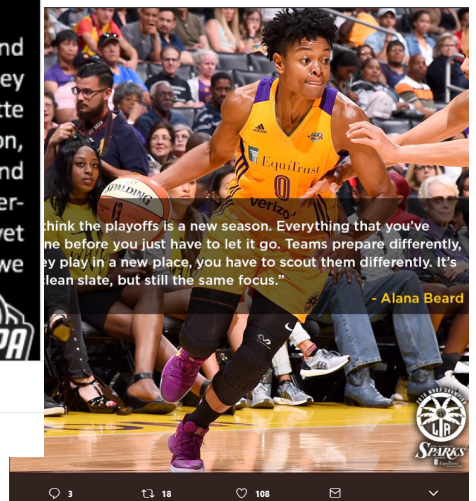 nd
ey
tte
on,
nd
er-
yet
we
PA
SPALDING
EquiTrust
0
verizon
think the playoffs is a new season. Everything that you've
ne before you just have to let it go. Teams prepare differently,
ey play in a new place, you have to scout them differently. It's
lean slate, but still the same focus.”
- Alana Beard
LA
SPARKS
3
18
108